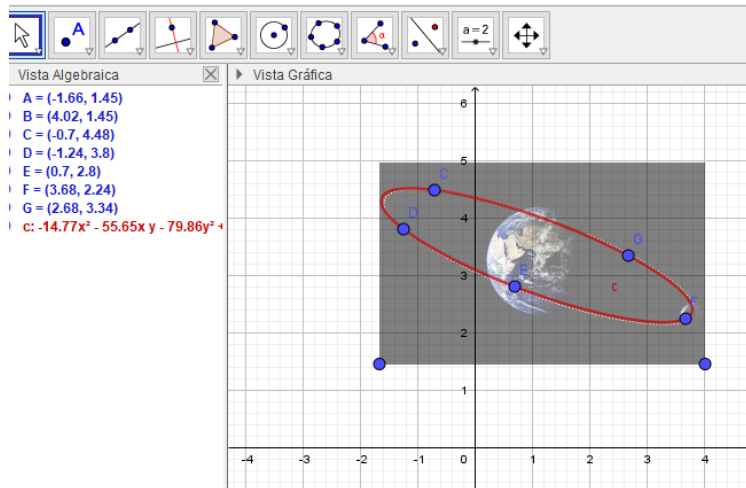 A
α
a = 2
Vista Algebraica
Vista Gráfica
A = (-1.66, 1.45)
B = (4.02, 1.45)
C = (-0.7, 4.48)
D = (-1.24, 3.8)
E = (0.7, 2.8)
F = (3.68, 2.24)
G = (2.68, 3.34)
c: -14.77x² - 55.65x y - 79.86y² +
6
5
4
3
2
1
0
-4
-3
-2
-1
0
1
2
3
4
C
D
G
E
c
F